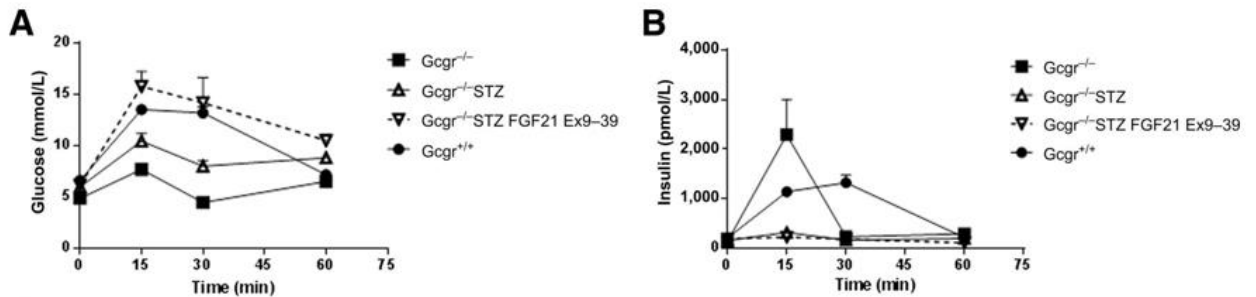 A
20
15
10
5
0
Glucose (mmol/L)
0 15 30 45 60 75
Time (min)
Gcgr⁻/⁻
Gcgr⁻/⁻STZ
Gcgr⁻/⁻STZ FGF21 Ex9–39
Gcgr⁺/⁺
B
4,000
3,000
2,000
1,000
0
Insulin (pmol/L)
0 15 30 45 60 75
Time (min)
Gcgr⁻/⁻
Gcgr⁻/⁻STZ
Gcgr⁻/⁻STZ FGF21 Ex9–39
Gcgr⁺/⁺